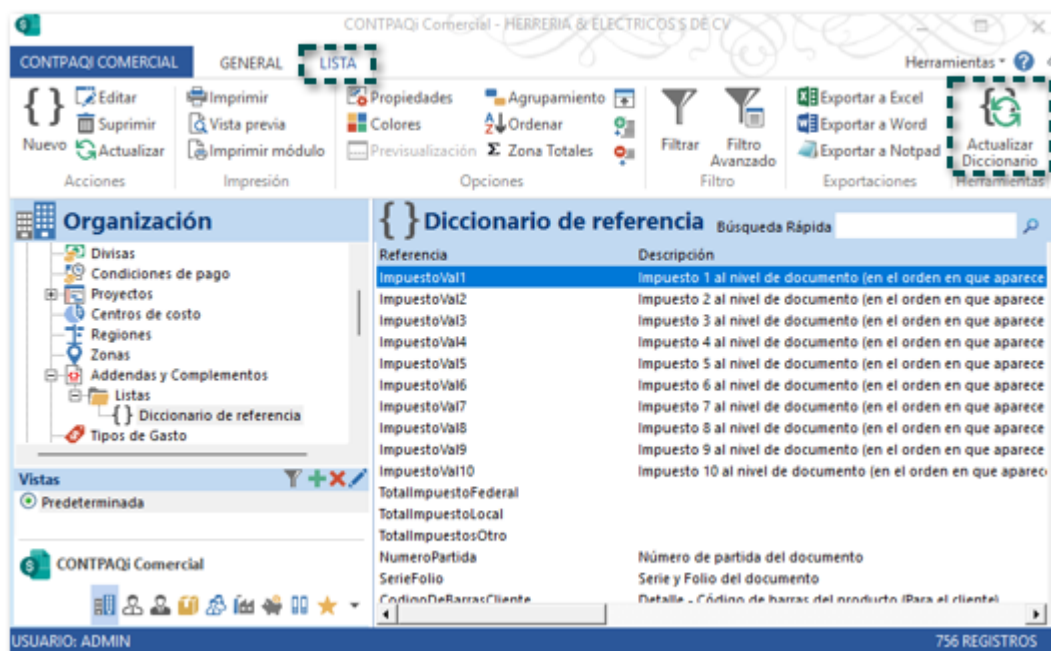 CONTPAQi Comercial - HERRERIA & ELECTRICOS S DE CV
CONTPAQI COMERCIAL GENERAL LISTA Herramientas
Nuevo
Editar
Suprimir
Actualizar
Acciones
Imprimir
Vista previa
Imprimir módulo
Impresión
Propiedades
Colores
Previsualización
Agrupamiento
Ordenar
Zona Totales
Opciones
Filtrar
Filtro
Avanzado
Filtro
Exportar a Excel
Exportar a Word
Exportar a Notpad
Exportaciones
Actualizar
Diccionario
Herramientas
Organización
Divisas
Condiciones de pago
Proyectos
Centros de costo
Regiones
Zonas
Addendas y Complementos
Listas
{ } Diccionario de referencia
Tipos de Gasto
Vistas
Predeterminada
CONTPAQi Comercial
{ } Diccionario de referencia Búsqueda Rápida
Referencia Descripción
ImpuestoVal1 Impuesto 1 al nivel de documento (en el orden en que aparece
ImpuestoVal2 Impuesto 2 al nivel de documento (en el orden en que aparece
ImpuestoVal3 Impuesto 3 al nivel de documento (en el orden en que aparece
ImpuestoVal4 Impuesto 4 al nivel de documento (en el orden en que aparece
ImpuestoVal5 Impuesto 5 al nivel de documento (en el orden en que aparece
ImpuestoVal6 Impuesto 6 al nivel de documento (en el orden en que aparece
ImpuestoVal7 Impuesto 7 al nivel de documento (en el orden en que aparece
ImpuestoVal8 Impuesto 8 al nivel de documento (en el orden en que aparece
ImpuestoVal9 Impuesto 9 al nivel de documento (en el orden en que aparece
ImpuestoVal10 Impuesto 10 al nivel de documento (en el orden en que aparec
TotalImpuestoFederal
TotalImpuestoLocal
TotalImpuestosOtro
NumeroPartida Número de partida del documento
SerieFolio Serie y Folio del documento
CodigoDeBarrasCliente Detalle - Código de barras del producto (Para el cliente)
USUARIO: ADMIN 756 REGISTROS